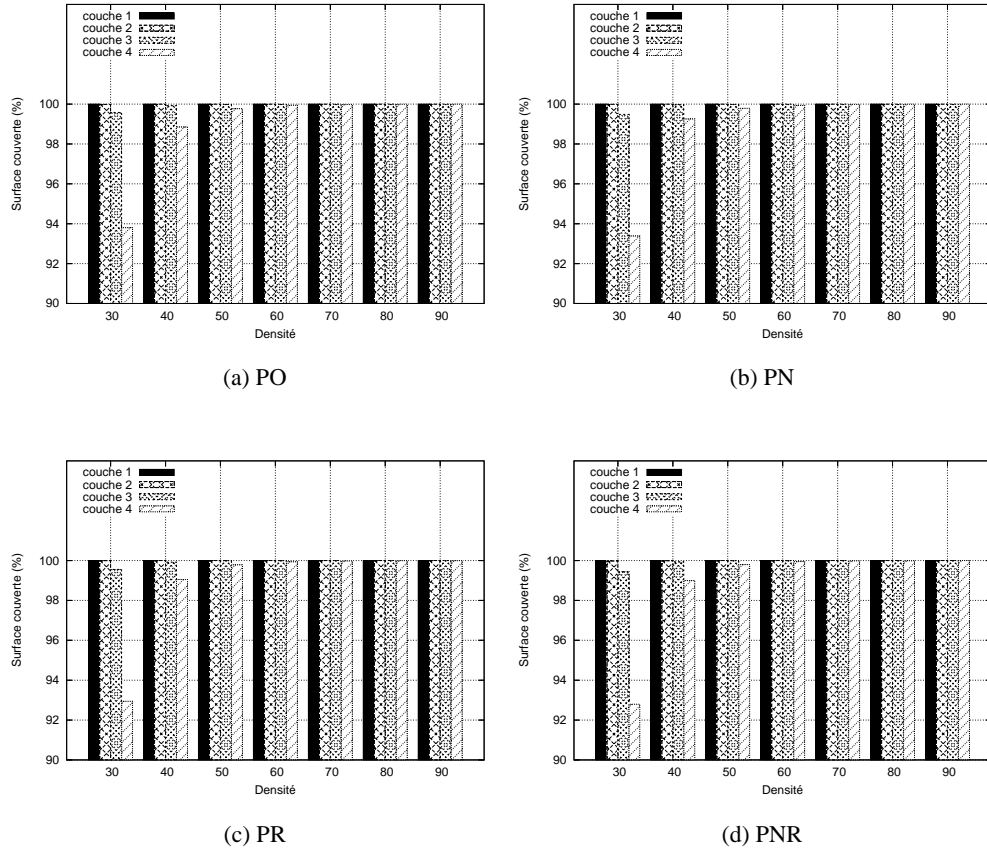 couche 1
couche 2
couche 3
couche 4
Surface couverte (%)
100
98
96
94
92
90
30 40 50 60 70 80 90
Densité
(a) PO
couche 1
couche 2
couche 3
couche 4
Surface couverte (%)
100
98
96
94
92
90
30 40 50 60 70 80 90
Densité
(b) PN
couche 1
couche 2
couche 3
couche 4
Surface couverte (%)
100
98
96
94
92
90
30 40 50 60 70 80 90
Densité
(c) PR
couche 1
couche 2
couche 3
couche 4
Surface couverte (%)
100
98
96
94
92
90
30 40 50 60 70 80 90
Densité
(d) PNR